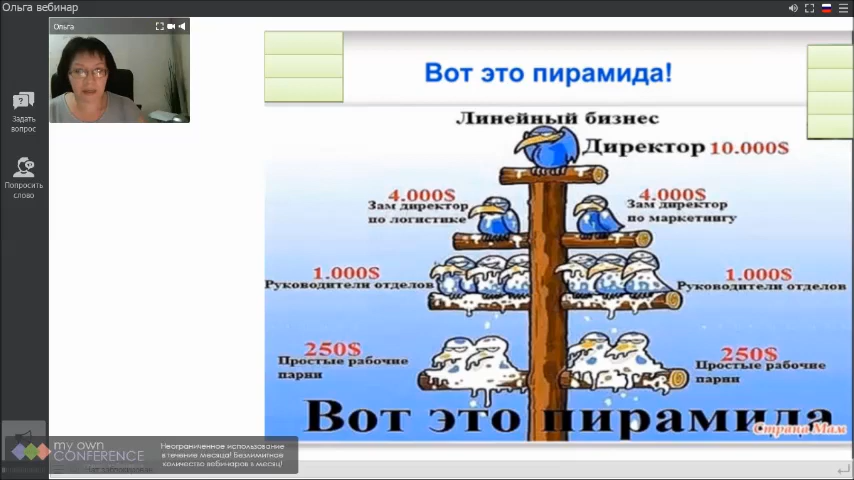 Ольга вебинар
Ольга
Задать
вопрос
Попросить
слово
Вот это пирамида!
Линейный бизнес
Директор 10.000$
4.000$
Зам директор
по логистике
4.000$
Зам директор
по маркетингу
1.000$
Руководители отделов
1.000$
Руководители отделов
250$
Простые рабочие
парни
250$
Простые рабочие
парни
Вот это пирамида
Страна Мам
my own
CONFERENCE
Неограниченное использование
в течение месяца! Безлимитное
количество вебинаров в месяц!